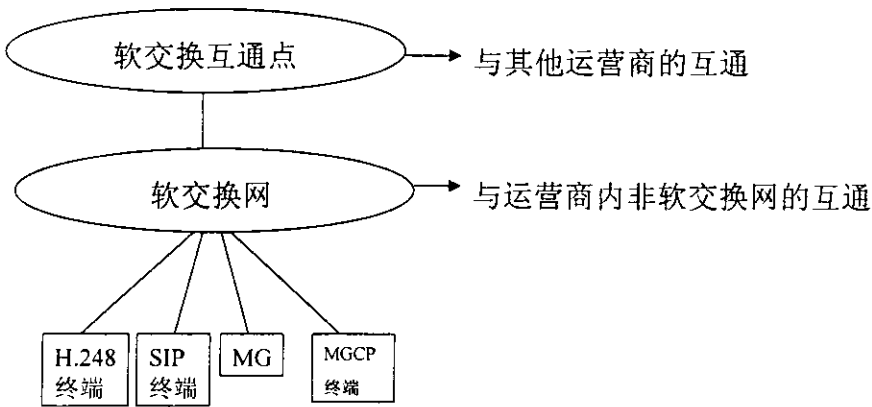 软交换互通点
与其他运营商的互通
软交换网
与运营商内非软交换网的互通
H.248
终端
SIP
终端
MG
MGCP
终端